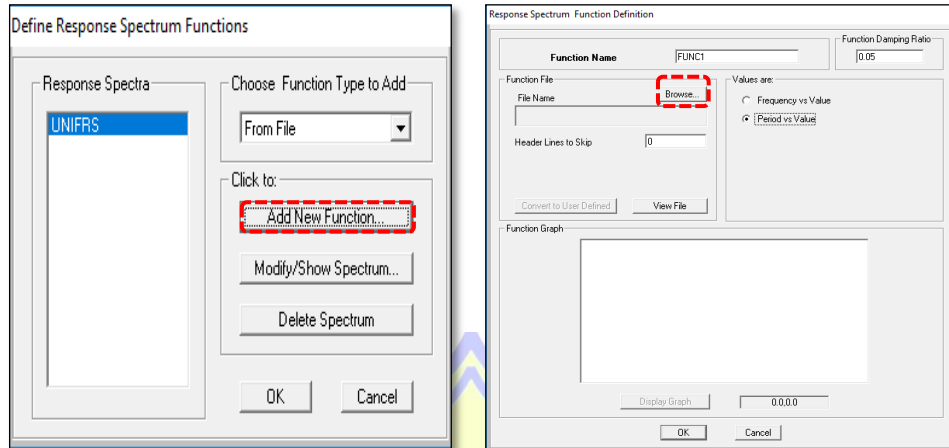 Define Response Spectrum Functions
Response Spectra
UNIFRS
Choose Function Type to Add
From File
Click to:
Add New Function...
Modify/Show Spectrum...
Delete Spectrum
OK
Cancel
Response Spectrum Function Definition
Function Name
FUNC1
Function Damping Ratio
0.05
Function File
File Name
Browse...
Header Lines to Skip
0
Convert to User Defined
View File
Values are:
Frequency vs Value
Period vs Value
Function Graph
Display Graph
0.0,0.0
OK
Cancel